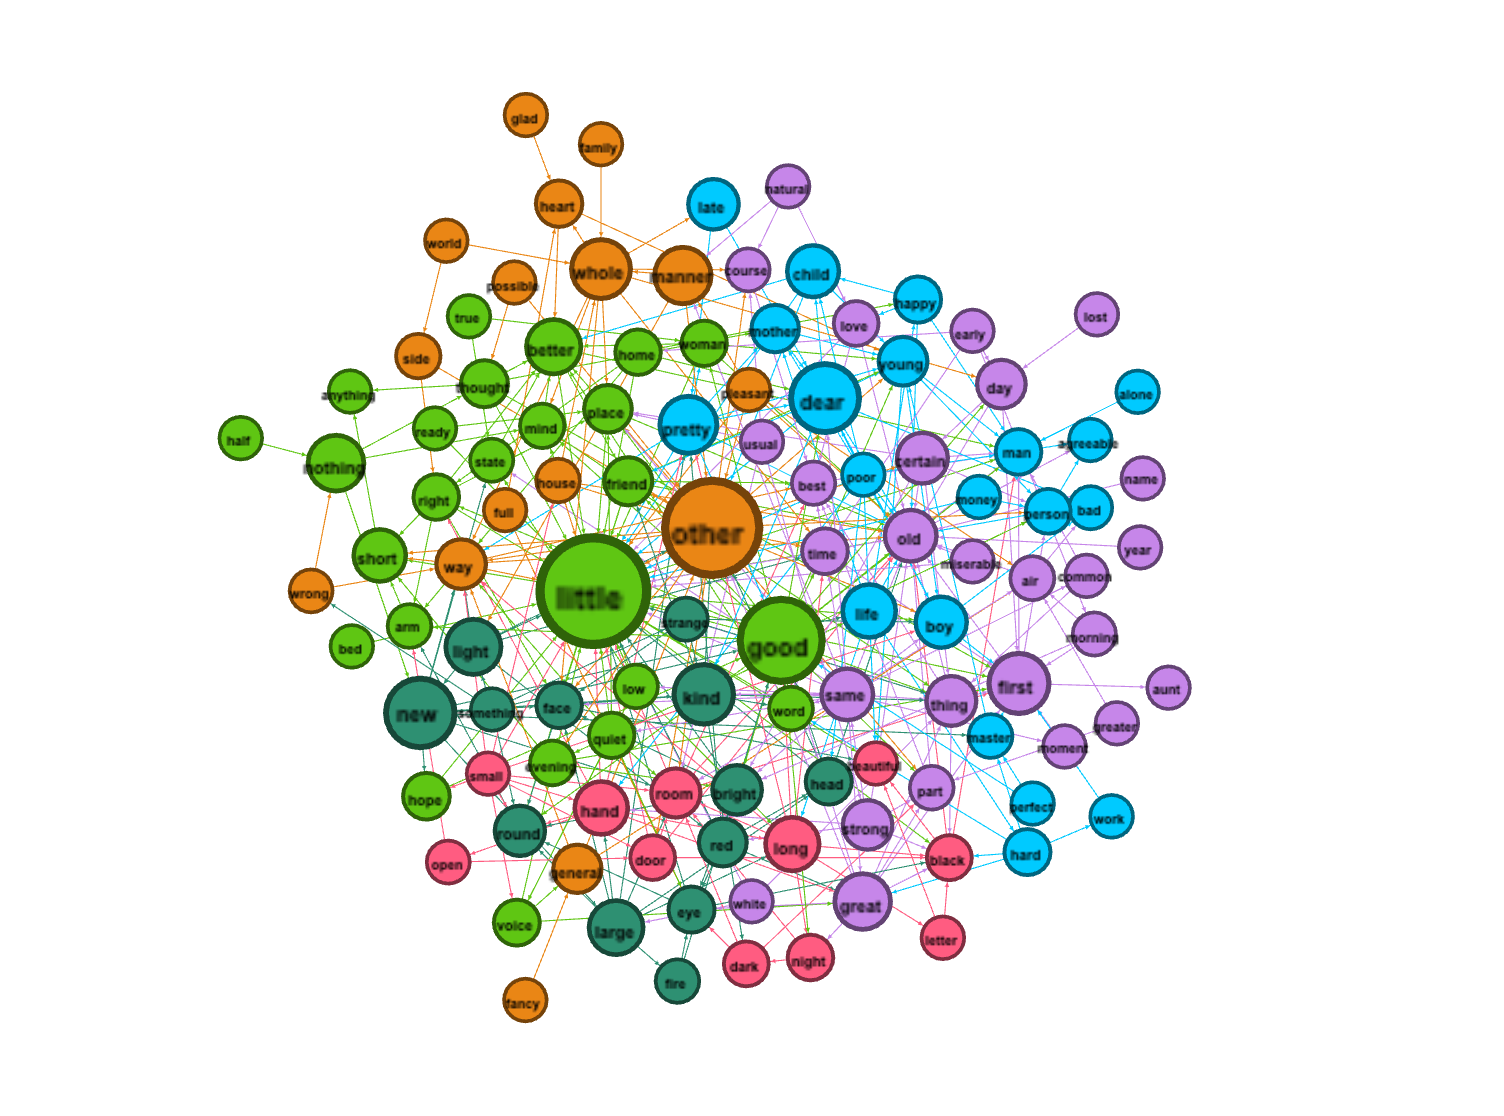 glad
family
natural
late
heart
world
whole
manner
course
child
possible
happy
true
mother
love
early
lost
better
home
woman
side
young
thought
day
anything
pleasant
dear
alone
place
ready
mind
pretty
half
usual
agreeable
nothing
state
certain
man
house
friend
best
poor
name
right
money
full
person
bad
other
old
short
time
year
way
miserable
air
common
wrong
little
arm
strange
life
boy
bed
light
good
morning
low
kind
same
first
aunt
new
something
face
word
thing
greater
quiet
master
moment
evening
small
room
bright
head
beautiful
part
hope
hand
perfect
work
round
strong
open
general
door
red
long
black
hard
voice
large
eye
white
great
letter
dark
night
fire
fancy